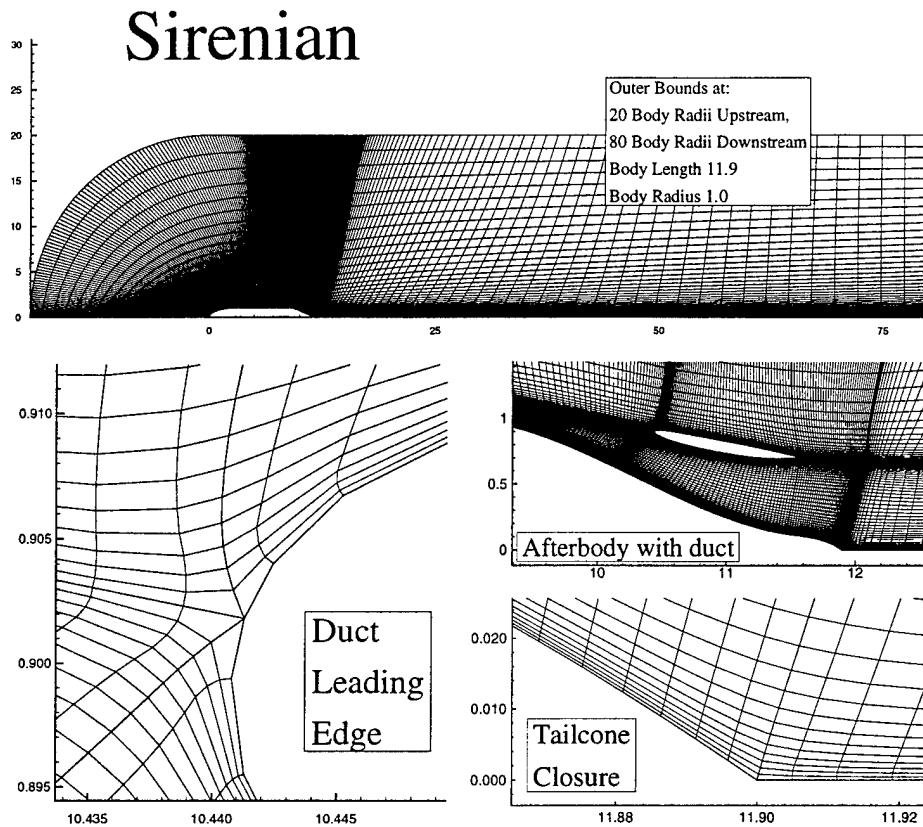 Sirenian
30
25
20
15
10
5
0
0 25 50 75
Outer Bounds at:
20 Body Radii Upstream,
80 Body Radii Downstream
Body Length 11.9
Body Radius 1.0
0.910
0.905
0.900
0.895
10.435 10.440 10.445
Duct
Leading
Edge
1
0.5
0
10 11 12
Afterbody with duct
0.020
0.010
0.000
11.88 11.90 11.92
Tailcone
Closure